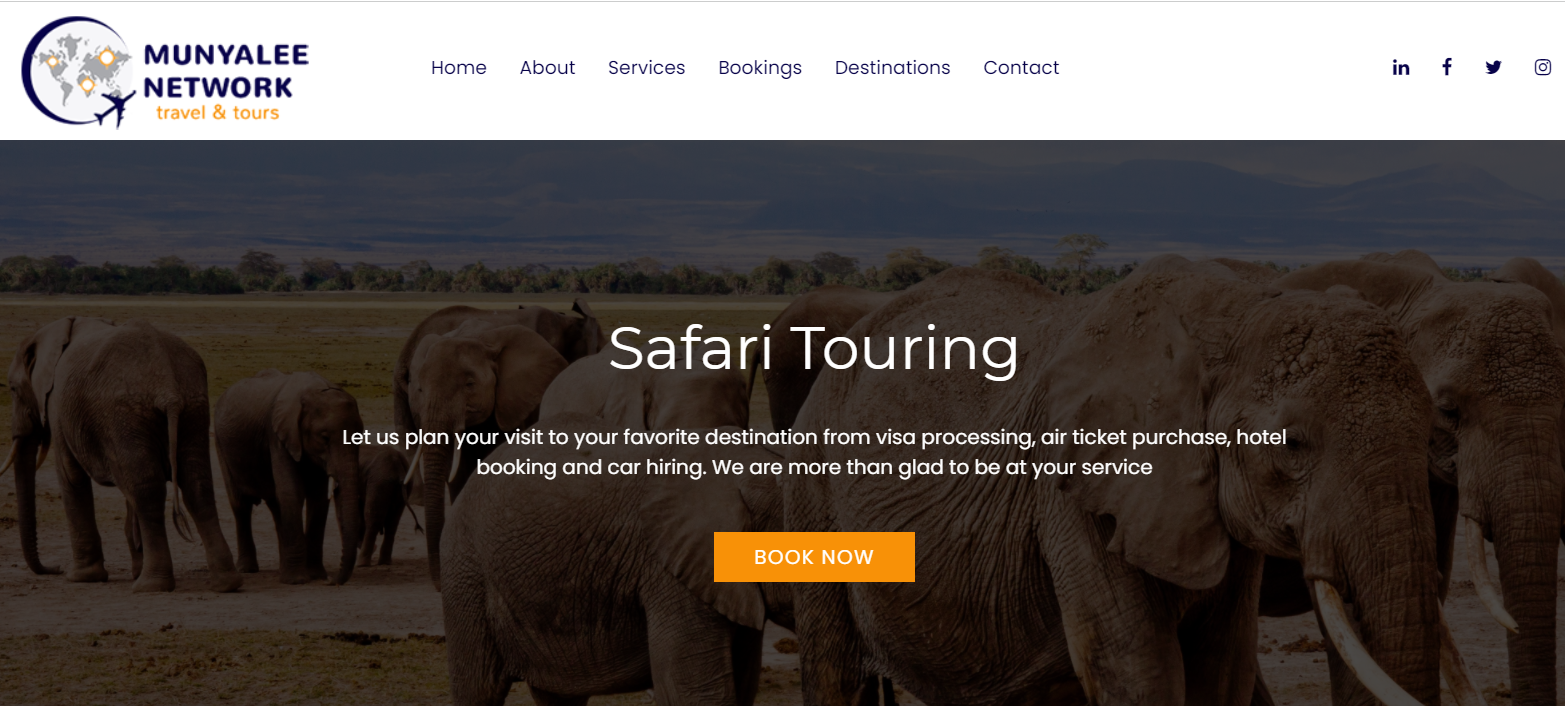 MUNYALEE
NETWORK
travel & tours
Home About Services Bookings Destinations Contact
Safari Touring
Let us plan your visit to your favorite destination from visa processing, air ticket purchase, hotel
booking and car hiring. We are more than glad to be at your service
BOOK NOW